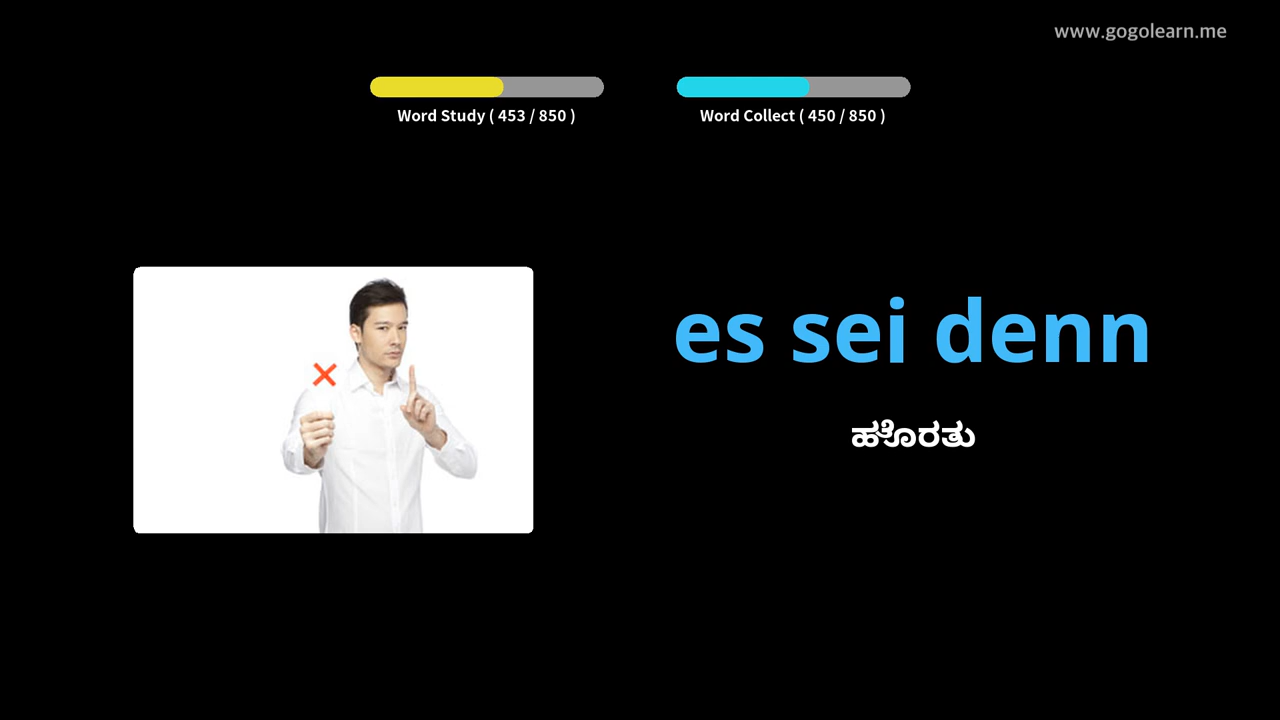 www.gogolearn.me
Word Study ( 453 / 850 )
Word Collect ( 450 / 850 )
es sei denn
ಹೊರತು